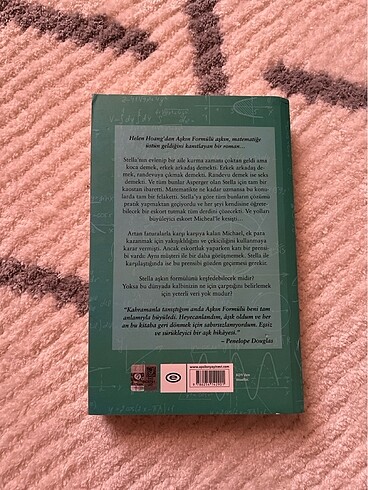 Helen Hoang'dan Aşkın Formülü aşkın, matematiğe
üstün geldiğini kanıtlayan bir roman...
Stella'nın evlenip bir aile kurma zamanı çoktan geldi ama
koca demek, erkek arkadaş demekti. Erkek arkadaş de-
mek, randevuya çıkmak demekti. Randevu demek ise seks
demekti. Ve tüm bunlar Asperger olan Stella için tam bir
kaostan ibaretti. Matematikte ne kadar uzmansa bu konu-
larda tam bir felaketti. Stella'ya göre tüm bunların çözümü
pratik yapmaktan geçiyordu ve her şeyi kendisine öğrete-
bilecek bir eskort tutmak tüm derdini çözecekti. Ve yolları
büyüleyici eskort Micheal'le kesişti...
Artan faturalarla karşı karşıya kalan Michael, ek para
kazanmak için yakışıklılığını ve çekiciliğini kullanmaya
karar vermişti. Ancak eskortluk yaparken katı bir prensi-
bi vardı: Aynı müşteri ile bir daha görüşmemek. Stella ile
karşılaştığında ise bu prensibi gözden geçirmesi gerekir.
Stella aşkın formülünü keşfedebilecek midir?
Yoksa bu dünyada kalbinizin ne için çarptığını belirlemek
için yeterli veri yok mudur?
"Kahramanla tanıştığım anda Aşkın Formülü beni tam
anlamıyla büyüledi. Heyecanlandım, âşık oldum ve her
an bu kitaba geri dönmek için sabırsızlanıyordum. Eşsiz
ve sürükleyici bir aşk hikâyesi."
– Penelope Douglas